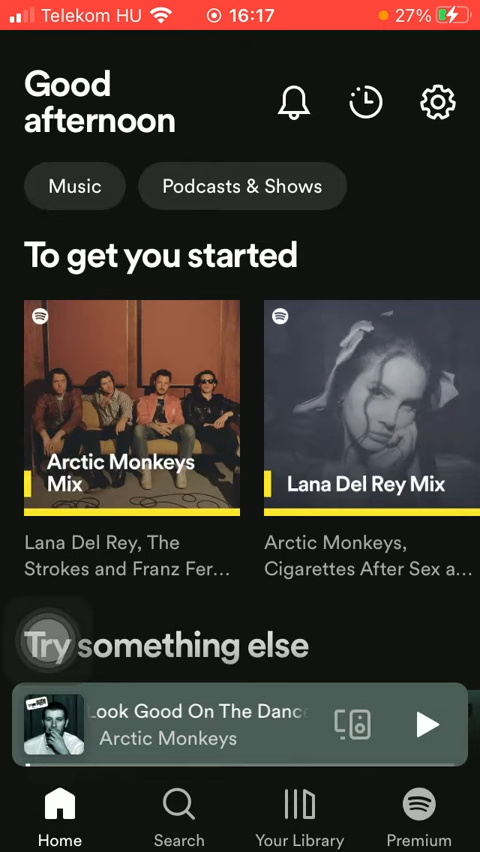 Telekom HU 16:17 27%
Good
afternoon
Music Podcasts & Shows
To get you started
Arctic Monkeys
Mix
Lana Del Rey Mix
Lana Del Rey, The
Strokes and Franz Fer...
Arctic Monkeys,
Cigarettes After Sex a...
Try something else
Look Good On The Danc
Arctic Monkeys
Home Search Your Library Premium